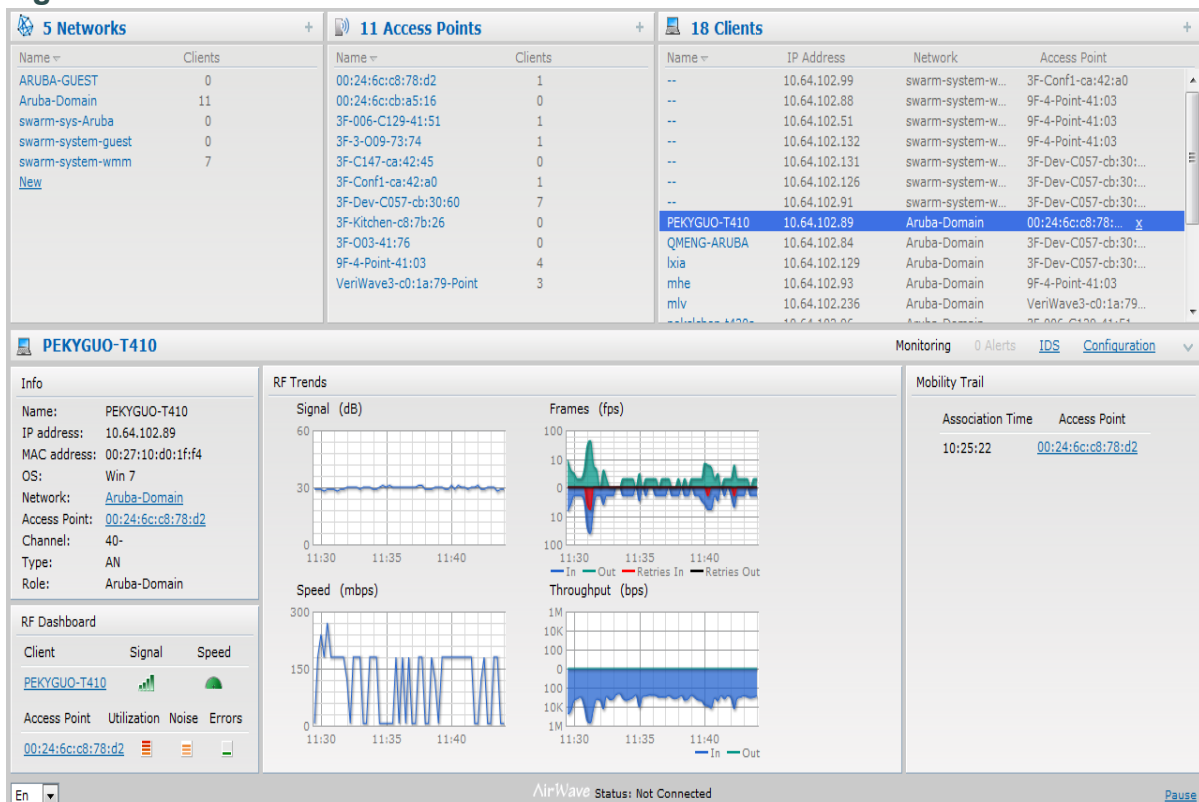 5 Networks +
Name Clients
ARUBA-GUEST 0
Aruba-Domain 11
swarm-sys-Aruba 0
swarm-system-guest 0
swarm-system-wmm 7
New
11 Access Points +
Name Clients
00:24:6c:c8:78:d2 1
00:24:6c:cb:a5:16 0
3F-006-C129-41:51 1
3F-3-O09-73:74 1
3F-C147-ca:42:45 0
3F-Conf1-ca:42:a0 1
3F-Dev-C057-cb:30:60 7
3F-Kitchen-c8:7b:26 0
3F-O03-41:76 0
9F-4-Point-41:03 4
VeriWave3-c0:1a:79-Point 3
18 Clients +
Name IP Address Network Access Point
-- 10.64.102.99 swarm-system-w... 3F-Conf1-ca:42:a0
-- 10.64.102.88 swarm-system-w... 9F-4-Point-41:03
-- 10.64.102.51 swarm-system-w... 9F-4-Point-41:03
-- 10.64.102.132 swarm-system-w... 9F-4-Point-41:03
-- 10.64.102.131 swarm-system-w... 3F-Dev-C057-cb:30:...
-- 10.64.102.126 swarm-system-w... 3F-Dev-C057-cb:30:...
-- 10.64.102.91 swarm-system-w... 3F-Dev-C057-cb:30:...
PEKYGUO-T410 10.64.102.89 Aruba-Domain 00:24:6c:c8:78:... x
QMENG-ARUBA 10.64.102.84 Aruba-Domain 3F-Dev-C057-cb:30:...
lxia 10.64.102.129 Aruba-Domain 3F-Dev-C057-cb:30:...
mhe 10.64.102.93 Aruba-Domain 9F-4-Point-41:03
mlv 10.64.102.236 Aruba-Domain VeriWave3-c0:1a:79...
PEKYGUO-T410 Monitoring 0 Alerts IDS Configuration
Info
Name: PEKYGUO-T410
IP address: 10.64.102.89
MAC address: 00:27:10:d0:1f:f4
OS: Win 7
Network: Aruba-Domain
Access Point: 00:24:6c:c8:78:d2
Channel: 40-
Type: AN
Role: Aruba-Domain
RF Dashboard
Client Signal Speed
PEKYGUO-T410
Access Point Utilization Noise Errors
00:24:6c:c8:78:d2
RF Trends
Signal (dB)
60
30
0
11:30 11:35 11:40
Frames (fps)
100
10
0
10
100
11:30 11:35 11:40
In Out Retries In Retries Out
Speed (mbps)
300
150
0
11:30 11:35 11:40
Throughput (bps)
1M
10K
100
0
100
10K
1M
11:30 11:35 11:40
In Out
Mobility Trail
Association Time Access Point
10:25:22 00:24:6c:c8:78:d2
En
AirWave Status: Not Connected
Pause